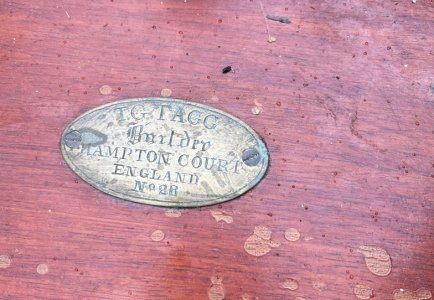 T.G. TAGG
Builder
HAMPTON COURT
ENGLAND
No 28